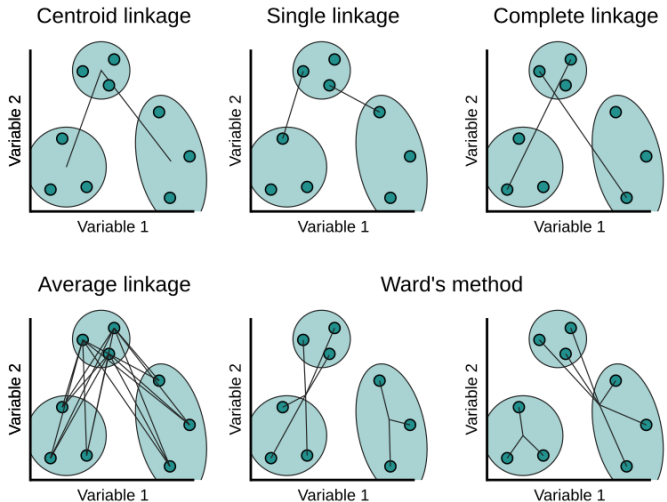 Centroid linkage
Single linkage
Complete linkage
Variable 2
Variable 1
Variable 2
Variable 1
Variable 2
Variable 1
Average linkage
Ward's method
Variable 2
Variable 1
Variable 2
Variable 1
Variable 2
Variable 1